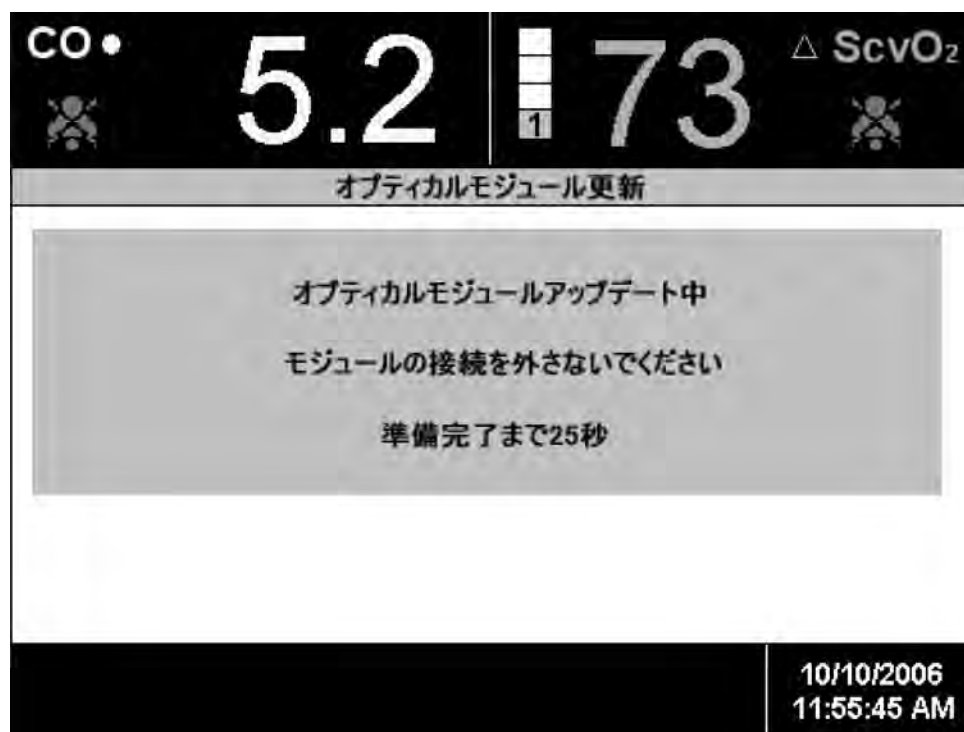 CO
5.2
1
73
△ ScvO₂
オプティカルモジュール更新
オプティカルモジュールアップデート中
モジュールの接続を外さないでください
準備完了まで25秒
10/10/2006
11:55:45 AM